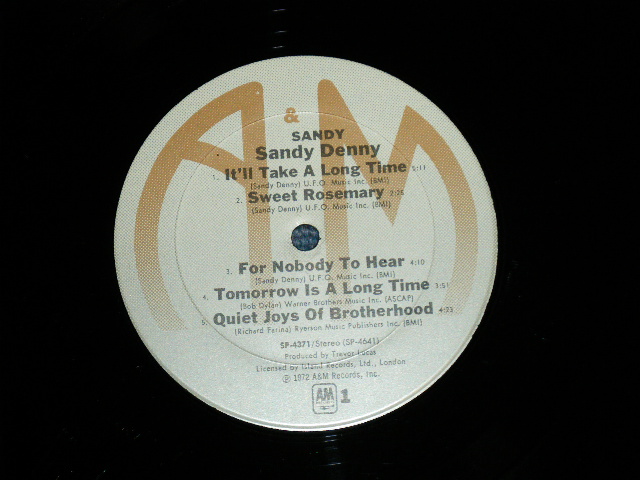 A&M
SANDY
Sandy Denny
1. It'll Take A Long Time 5:11
(Sandy Denny) U.F.O. Music Inc. (BMI)
2. Sweet Rosemary 2:25
(Sandy Denny) U.F.O. Music Inc. (BMI)
3. For Nobody To Hear 4:10
(Sandy Denny) U.F.O. Music Inc. (BMI)
4. Tomorrow Is A Long Time 3:51
(Bob Dylan) Warner Brothers Music Inc. (ASCAP)
5. Quiet Joys Of Brotherhood 4:23
(Richard Farina) Ryerson Music Publishers Inc. (BMI)
SP-4371/Stereo (SP-4641)
Produced by Trevor Lucas
Licensed by Island Records, Ltd., London
℗ 1972 A&M Records, Inc.
A&M 1